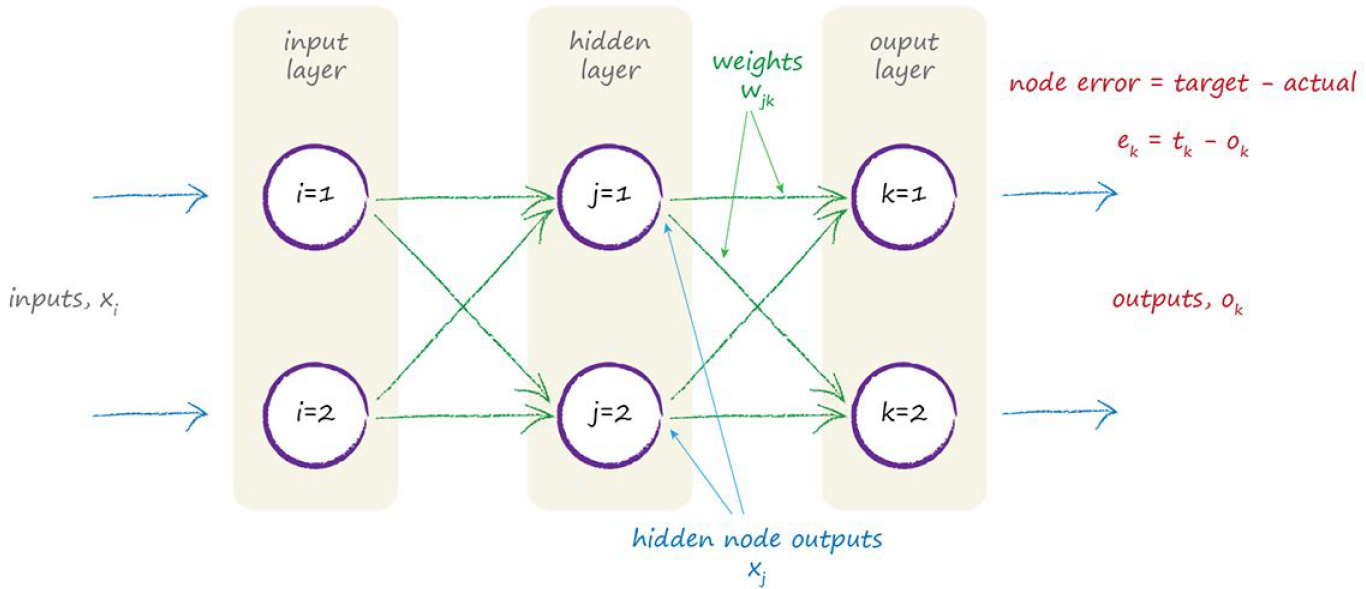 input
layer
hidden
layer
ouput
layer
weights
w_jk
node error = target - actual
e_k = t_k - o_k
i=1
j=1
k=1
inputs, x_i
outputs, o_k
i=2
j=2
k=2
hidden node outputs
x_j